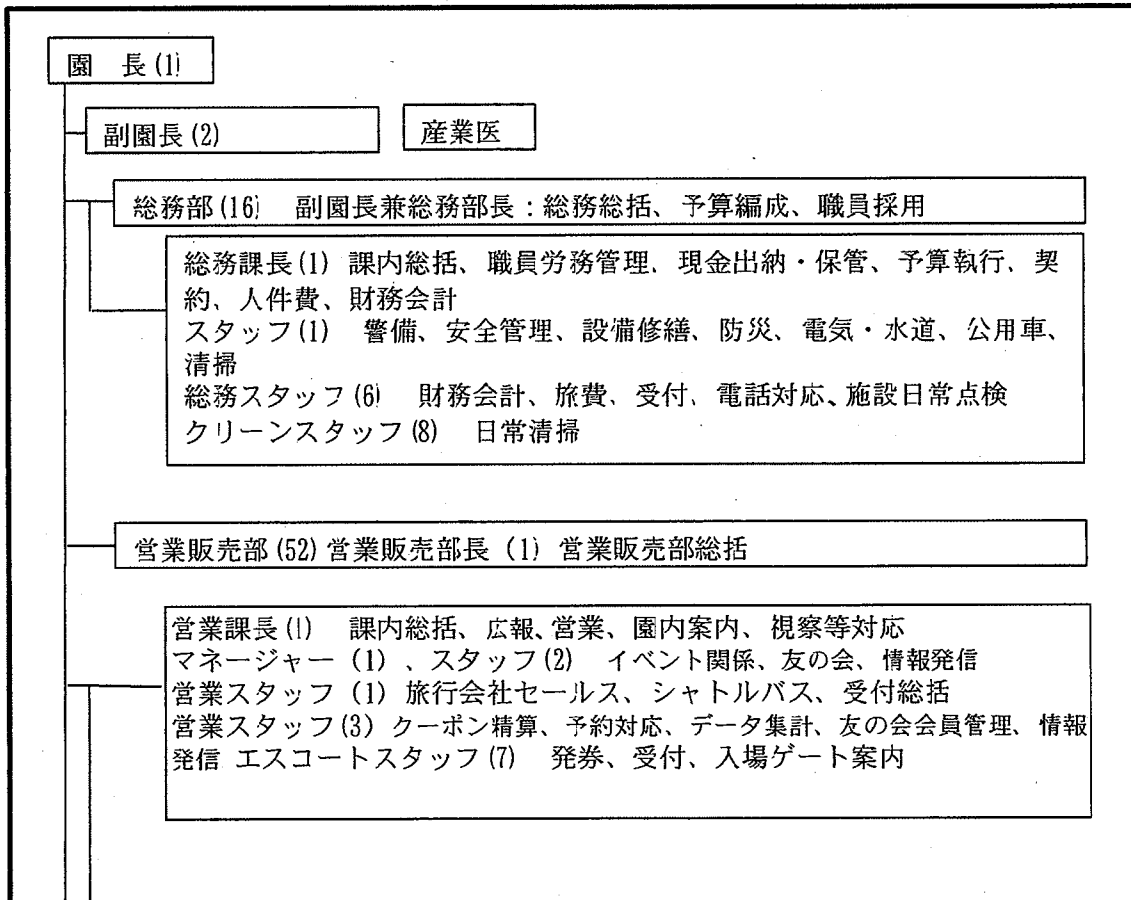 園　長(1)
副園長(2)　産業医
総務部(16)　副園長兼総務部長：総務総括、予算編成、職員採用
総務課長(1) 課内総括、職員労務管理、現金出納・保管、予算執行、契
約、人件費、財務会計
スタッフ(1)　警備、安全管理、設備修繕、防災、電気・水道、公用車、
清掃
総務スタッフ(6)　財務会計、旅費、受付、電話対応、施設日常点検
クリーンスタッフ(8)　日常清掃
営業販売部(52) 営業販売部長（1）営業販売部総括
営業課長(1)　課内総括、広報、営業、園内案内、視察等対応
マネージャー（1）、スタッフ(2)　イベント関係、友の会、情報発信
営業スタッフ（1）旅行会社セールス、シャトルバス、受付総括
営業スタッフ(3) クーポン精算、予約対応、データ集計、友の会会員管理、情報
発信 エスコートスタッフ(7)　発券、受付、入場ゲート案内